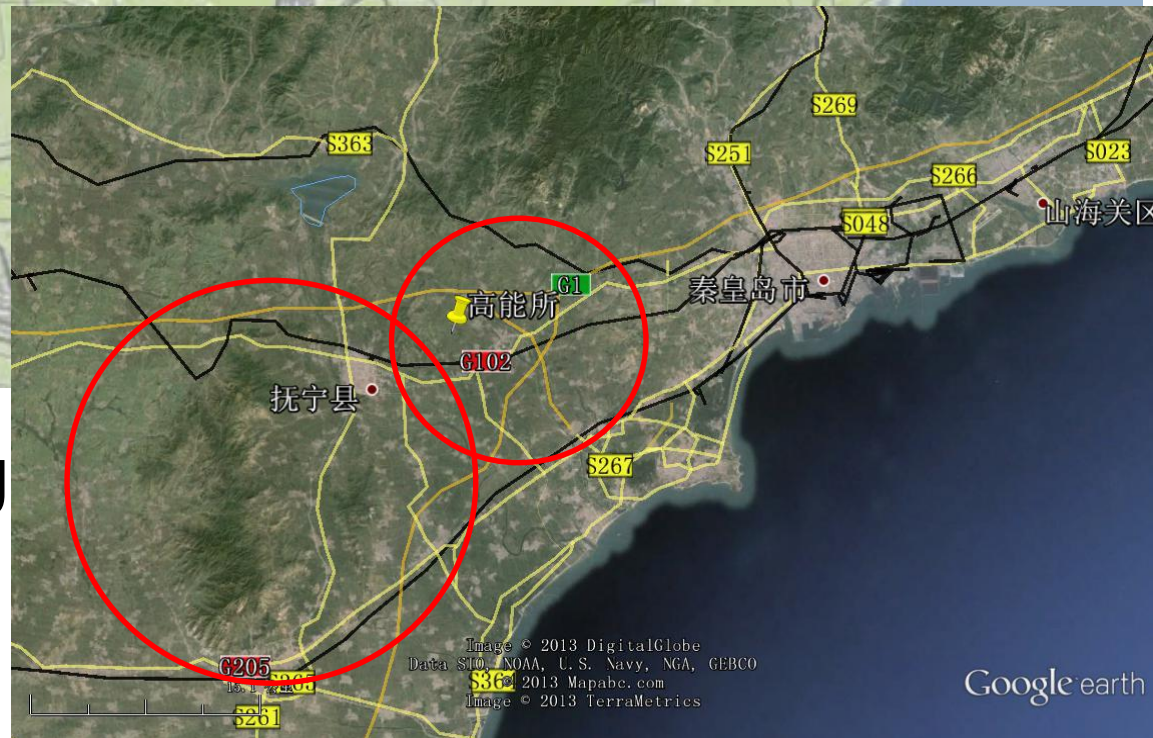 S269
S363
S251
S023
S266
山海关区
S048
G1
秦皇岛市
高能所
G102
抚宁县
S267
Image © 2013 DigitalGlobe
Data SIO, NOAA, U.S. Navy, NGA, GEBCO
G205
© 2013 Mapabc.com
Image © 2013 TerraMetrics
Google earth
S261